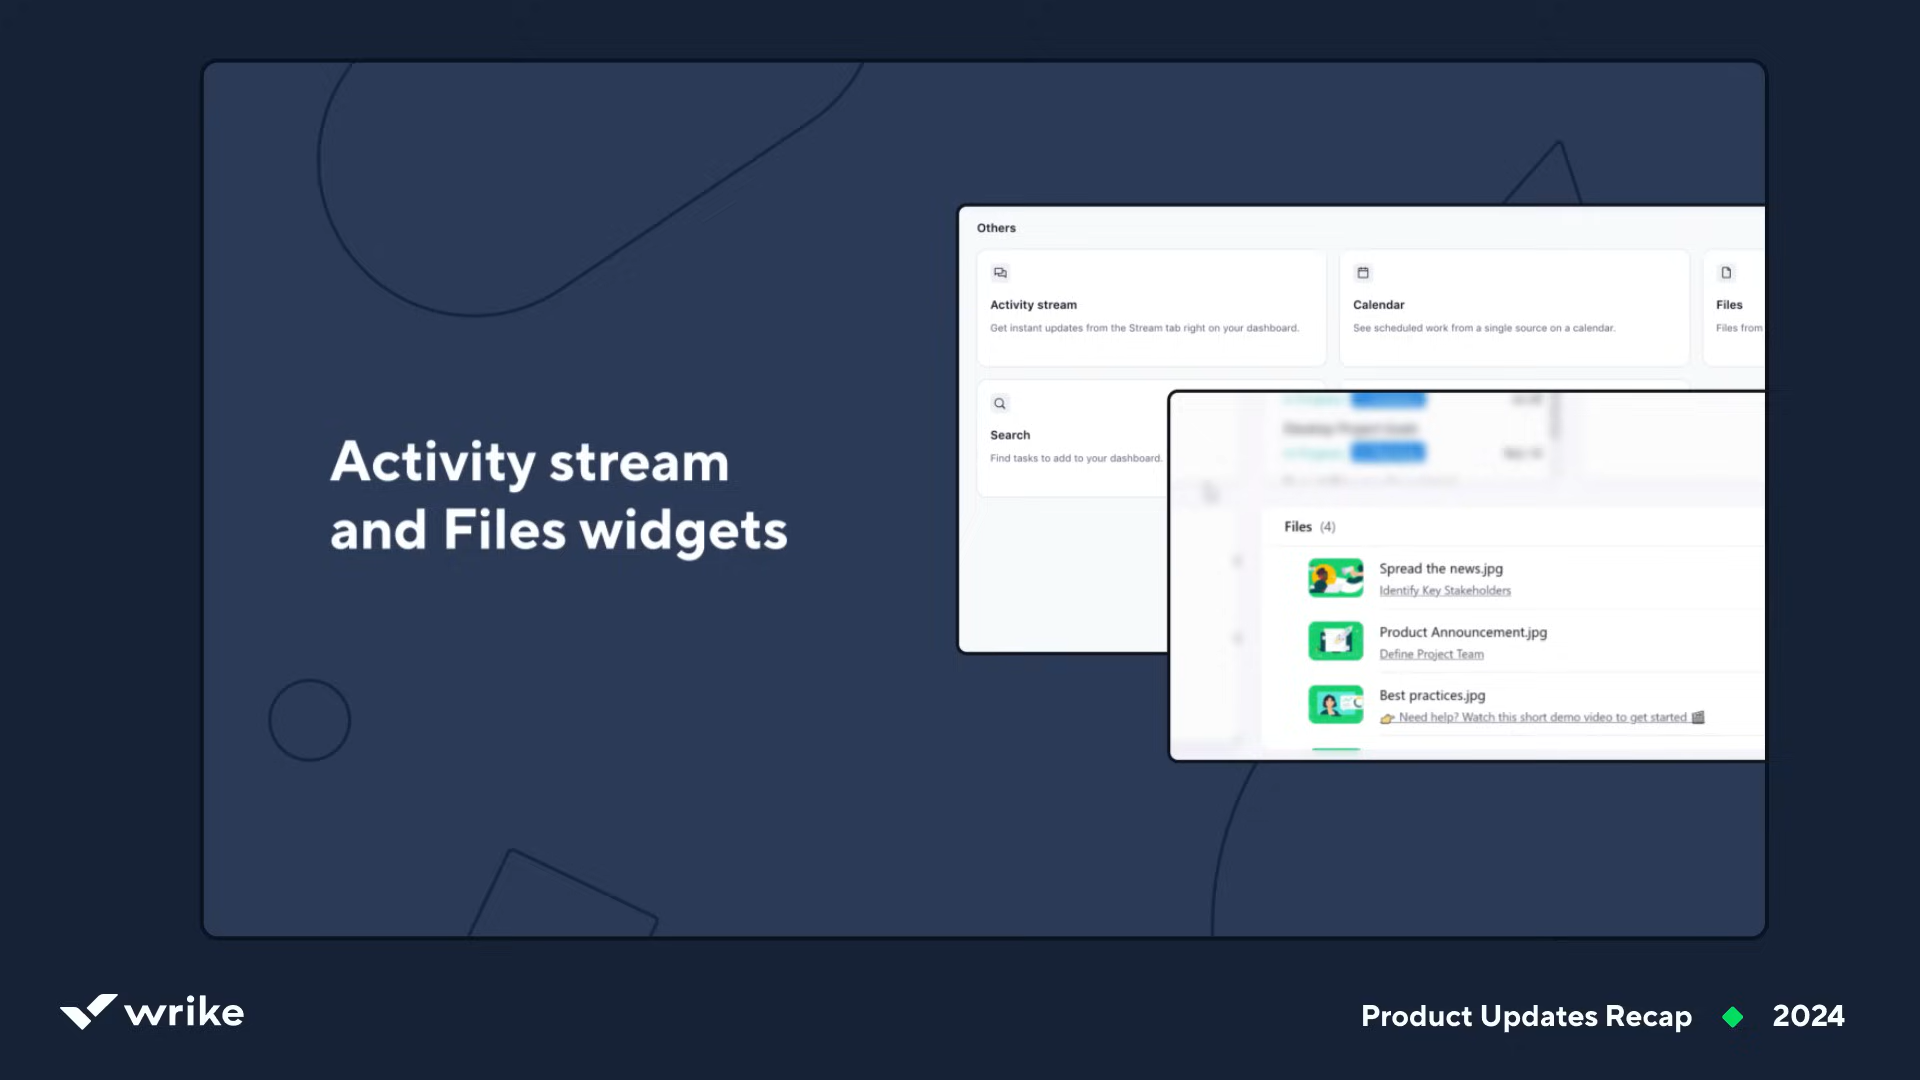 Activity stream
and Files widgets
Others
Activity stream
Get instant updates from the Stream tab right on your dashboard.
Calendar
See scheduled work from a single source on a calendar.
Files
Files from
Search
Find tasks to add to your dashboard.
Files (4)
Spread the news.jpg
Identify Key Stakeholders
Product Announcement.jpg
Define Project Team
Best practices.jpg
👉 Need help? Watch this short demo video to get started 🎬
wrike
Product Updates Recap ◆ 2024